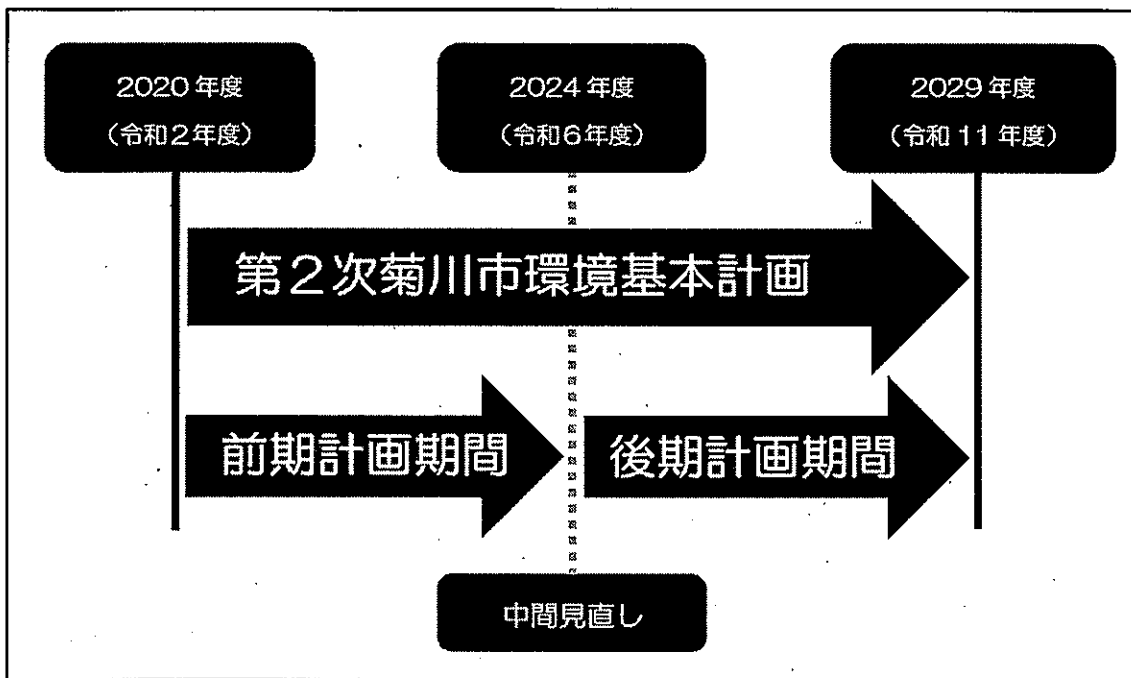 2020年度
(令和2年度)
2024年度
(令和6年度)
2029年度
(令和11年度)
第2次菊川市環境基本計画
前期計画期間
後期計画期間
中間見直し